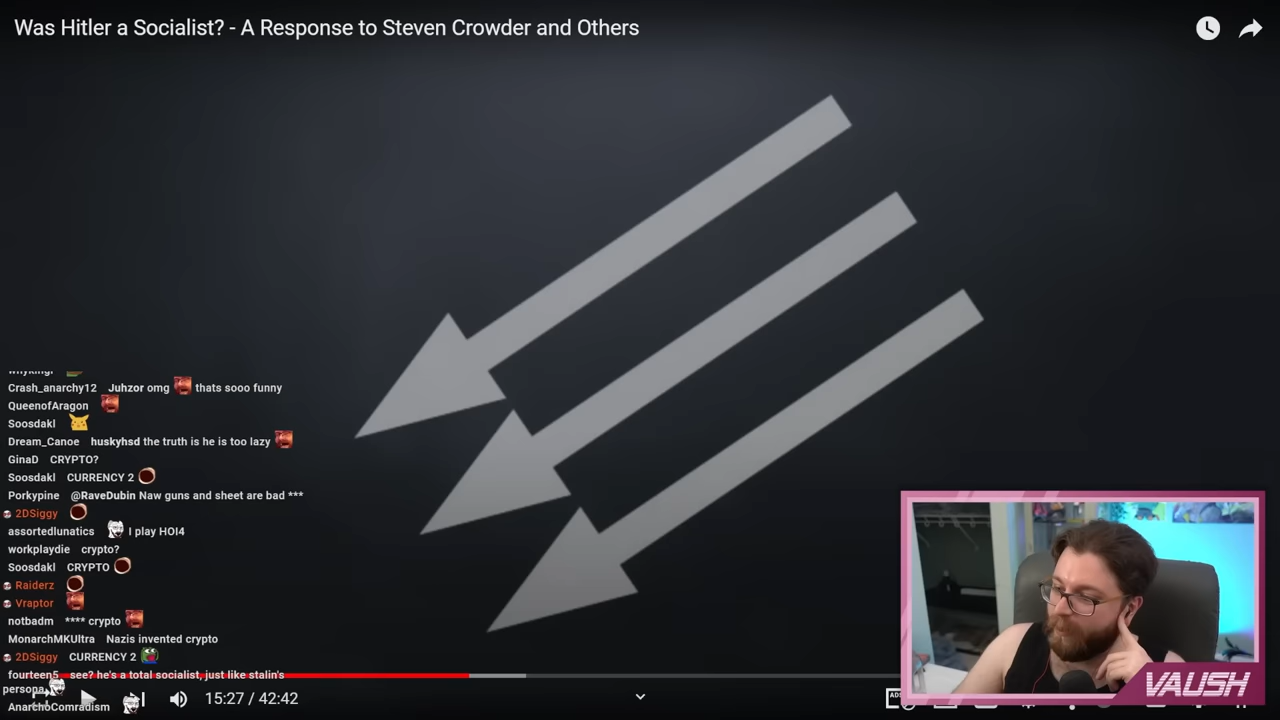 Was Hitler a Socialist? - A Response to Steven Crowder and Others
Crash_anarchy12 Juhzor omg thats sooo funny
QueenofAragon
Soosdakl
Dream_Canoe huskyhsd the truth is he is too lazy
GinaD CRYPTO?
Soosdakl CURRENCY 2
Porkypine @RaveDubin Naw guns and sheet are bad ***
2DSiggy
assortedlunatics I play HOI4
workplaydie crypto?
Soosdakl CRYPTO
Raiderz
Vraptor
notbadm **** crypto
MonarchMKUltra Nazis invented crypto
2DSiggy CURRENCY 2
fourteen5 see? he's a total socialist, just like stalin's
persona
AnarchoComradism
15:27 / 42:42
VAUSH